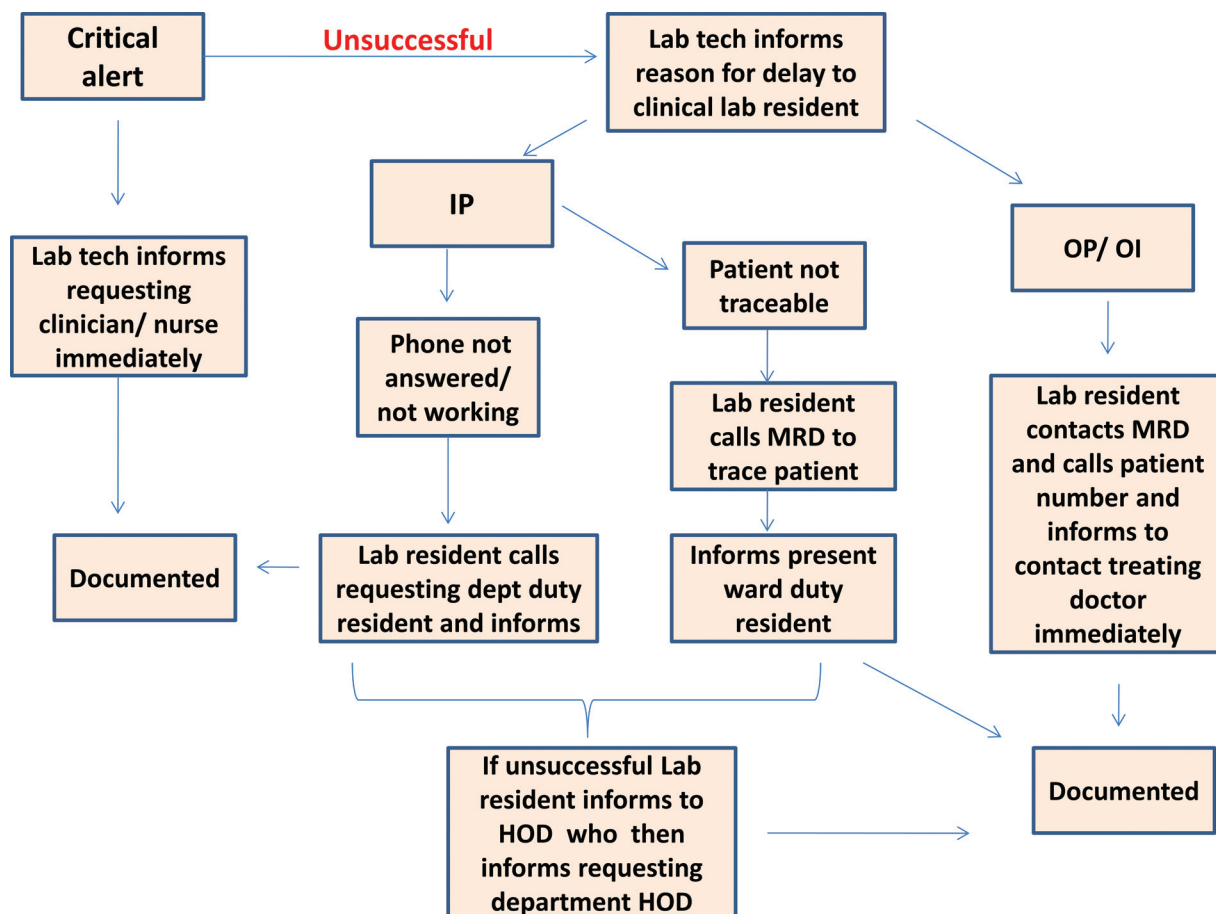 Critical
alert
Unsuccessful
Lab tech informs
reason for delay to
clinical lab resident
IP
OP/ OI
Lab tech informs
requesting
clinician/ nurse
immediately
Patient not
traceable
Phone not
answered/
not working
Lab resident
calls MRD to
trace patient
Lab resident
contacts MRD
and calls patient
number and
informs to
contact treating
doctor
immediately
Documented
Lab resident calls
requesting dept duty
resident and informs
Informs present
ward duty
resident
If unsuccessful Lab
resident informs to
HOD who then
informs requesting
department HOD
Documented